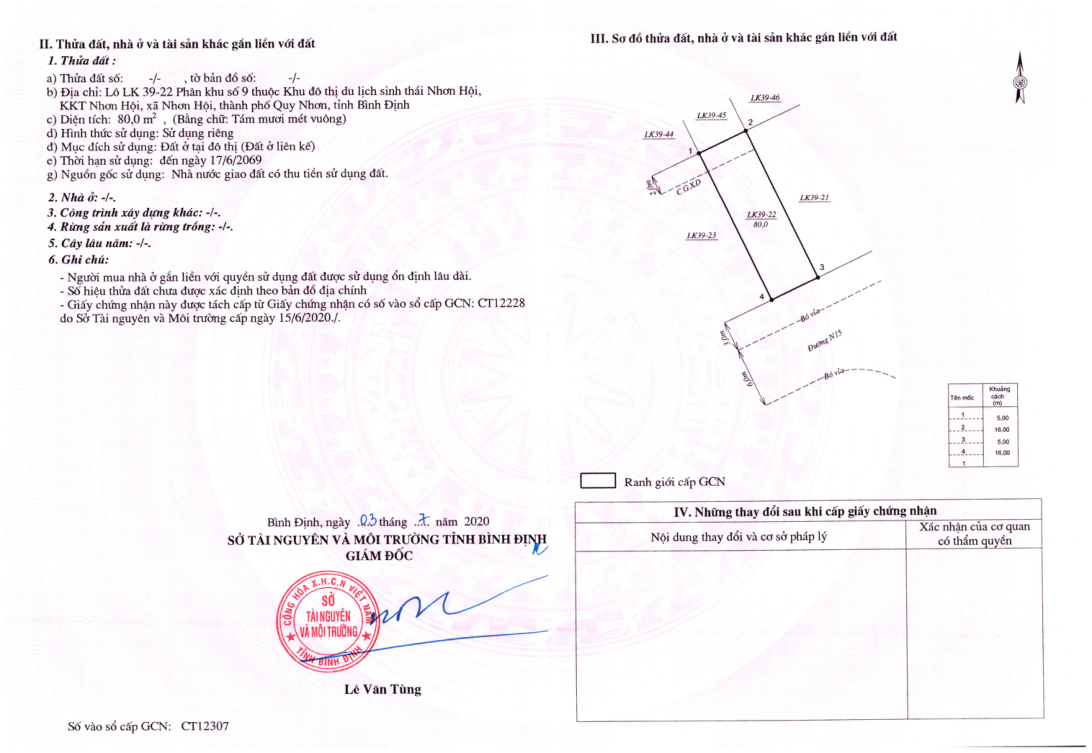 II. Thửa đất, nhà ở và tài sản khác gắn liền với đất
1. Thửa đất :
a) Thửa đất số: -/- , tờ bản đồ số: -/-
b) Địa chỉ: Lô LK 39-22 Phân khu số 9 thuộc Khu đô thị du lịch sinh thái Nhơn Hội,
KKT Nhơn Hội, xã Nhơn Hội, thành phố Quy Nhơn, tỉnh Bình Định
c) Diện tích: 80,0 m² , (Bằng chữ: Tám mươi mét vuông)
d) Hình thức sử dụng: Sử dụng riêng
đ) Mục đích sử dụng: Đất ở tại đô thị (Đất ở liên kế)
e) Thời hạn sử dụng: đến ngày 17/6/2069
g) Nguồn gốc sử dụng: Nhà nước giao đất có thu tiền sử dụng đất.
2. Nhà ở: -/-.
3. Công trình xây dựng khác: -/-.
4. Rừng sản xuất là rừng trồng: -/-.
5. Cây lâu năm: -/-.
6. Ghi chú:
- Người mua nhà ở gắn liền với quyền sử dụng đất được sử dụng ổn định lâu dài.
- Số hiệu thửa đất chưa được xác định theo bản đồ địa chính
- Giấy chứng nhận này được tách cấp từ Giấy chứng nhận có số vào sổ cấp GCN: CT12228
do Sở Tài nguyên và Môi trường cấp ngày 15/6/2020./.
Bình Định, ngày 03 tháng 7 năm 2020
SỞ TÀI NGUYÊN VÀ MÔI TRƯỜNG TỈNH BÌNH ĐỊNH
GIÁM ĐỐC
CỘNG HÒA X.H.C.N VIỆT NAM
SỞ
TÀI NGUYÊN
VÀ MÔI TRƯỜNG
TỈNH BÌNH ĐỊNH
Lê Văn Tùng
Số vào sổ cấp GCN: CT12307
III. Sơ đồ thửa đất, nhà ở và tài sản khác gắn liền với đất
LK39-46
LK39-45
2
LK39-44
1
C.G.X.D
LK39-21
LK39-22
80,0
LK39-23
3
4
Bó vỉa
3,0m
Đường N15
6,0m
Bó vỉa
Tên mốc Khoảng cách (m)
1
5,00
2
16,00
3
5,00
4
16,00
1
Ranh giới cấp GCN
IV. Những thay đổi sau khi cấp giấy chứng nhận
Nội dung thay đổi và cơ sở pháp lý
Xác nhận của cơ quan
có thẩm quyền